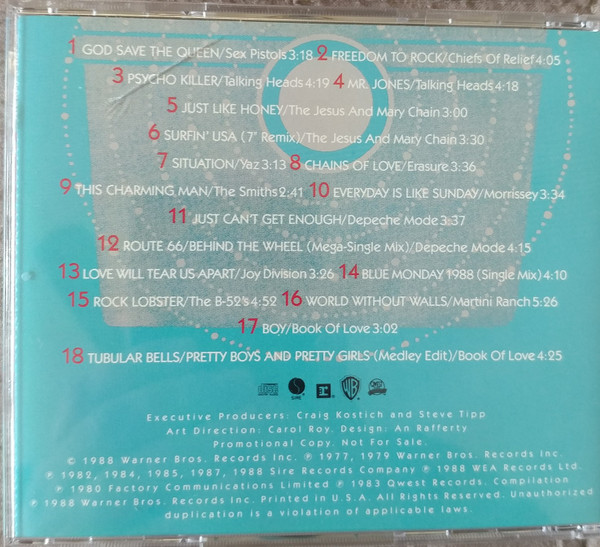 1 GOD SAVE THE QUEEN/Sex Pistols 3:18 2 FREEDOM TO ROCK/Chiefs Of Relief 4:05
3 PSYCHO KILLER/Talking Heads 4:19 4 MR. JONES/Talking Heads 4:18
5 JUST LIKE HONEY/The Jesus And Mary Chain 3:00
6 SURFIN' USA (7" Remix)/The Jesus And Mary Chain 3:30
7 SITUATION/Yaz 3:13 8 CHAINS OF LOVE/Erasure 3:36
9 THIS CHARMING MAN/The Smiths 2:41 10 EVERYDAY IS LIKE SUNDAY/Morrissey 3:34
11 JUST CAN'T GET ENOUGH/Depeche Mode 3:37
12 ROUTE 66/BEHIND THE WHEEL (Mega-Single Mix)/Depeche Mode 4:15
13 LOVE WILL TEAR US APART/Joy Division 3:26 14 BLUE MONDAY 1988 (Single Mix) 4:10
15 ROCK LOBSTER/The B-52's 4:52 16 WORLD WITHOUT WALLS/Martini Ranch 5:26
17 BOY/Book Of Love 3:02
18 TUBULAR BELLS/PRETTY BOYS AND PRETTY GIRLS (Medley Edit)/Book Of Love 4:25
SIRE r WB
Executive Producers: Craig Kostich and Steve Tipp
Art Direction: Carol Roy. Design: An Rafferty
Promotional Copy. Not For Sale.
© 1988 Warner Bros. Records Inc. ℗ 1977, 1979 Warner Bros. Records Inc.
℗ 1982, 1984, 1985, 1987, 1988 Sire Records Company ℗ 1988 WEA Records Ltd.
℗ 1980 Factory Communications Limited ℗ 1983 Qwest Records. Compilation
℗ 1988 Warner Bros. Records Inc. Printed in U.S.A. All Rights Reserved. Unauthorized
duplication is a violation of applicable laws.